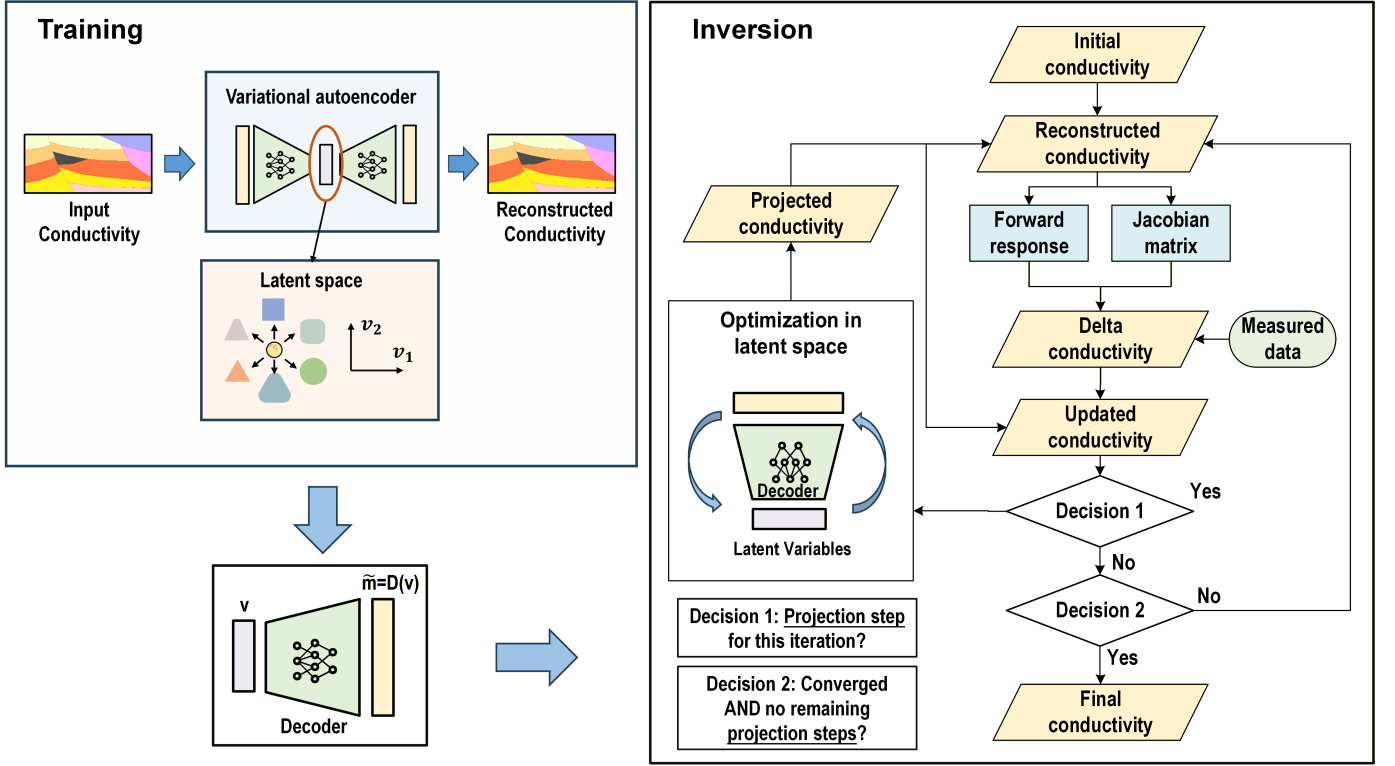 Training
Variational autoencoder
Input
Conductivity
Reconstructed
Conductivity
Latent space
v₂
v₁
v
m̃=D(v)
Decoder
Inversion
Initial
conductivity
Reconstructed
conductivity
Projected
conductivity
Forward
response
Jacobian
matrix
Optimization in
latent space
Decoder
Latent Variables
Delta
conductivity
Measured
data
Updated
conductivity
Decision 1
Yes
No
Decision 2
No
Yes
Final
conductivity
Decision 1: Projection step
for this iteration?
Decision 2: Converged
AND no remaining
projection steps?